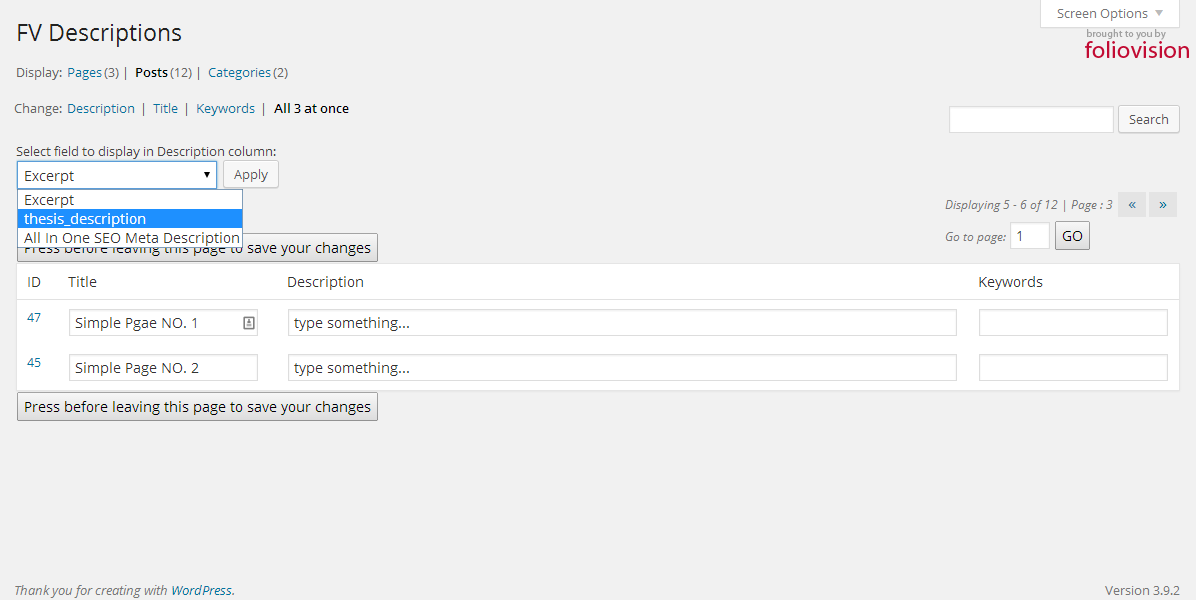 Screen Options
FV Descriptions
brought to you by
foliovision
Display: Pages (3) | Posts (12) | Categories (2)
Change: Description | Title | Keywords | All 3 at once
Search
Select field to display in Description column:
Excerpt Apply
Excerpt
thesis_description
All In One SEO Meta Description
Displaying 5 - 6 of 12 | Page : 3 « »
Go to page: 1 GO
Press before leaving this page to save your changes
ID Title Description Keywords
47 Simple Pgae NO. 1 type something...
45 Simple Page NO. 2 type something...
Press before leaving this page to save your changes
Thank you for creating with WordPress. Version 3.9.2